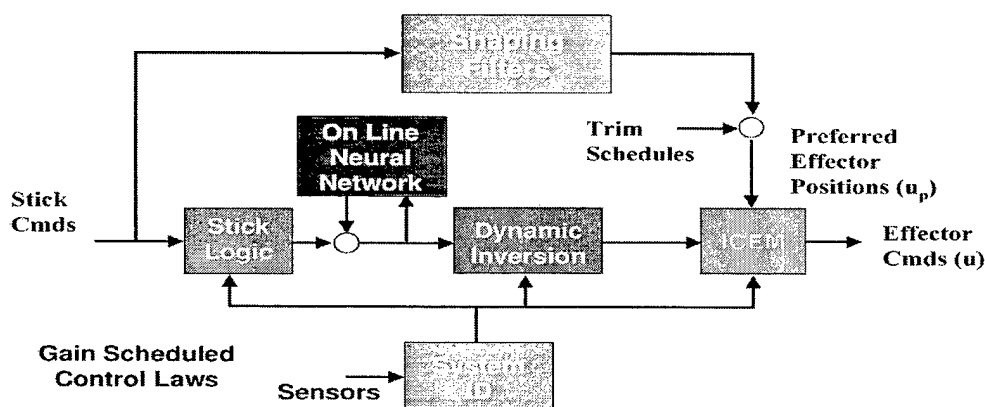 Shaping
Filters
On Line
Neural
Network
Trim
Schedules
Preferred
Effector
Positions (uₚ)
Stick
Cmds
Stick
Logic
Dynamic
Inversion
ICEM
Effector
Cmds (u)
Gain Scheduled
Control Laws
Sensors
System
ID